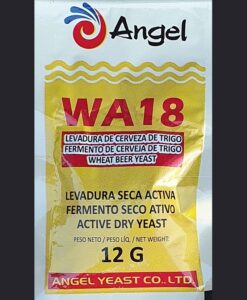 Angel
WA18
LEVADURA DE CERVEZA DE TRIGO
FERMENTO DE CERVEJA DE TRIGO
WHEAT BEER YEAST
LEVADURA SECA ACTIVA
FERMENTO SECO ATIVO
ACTIVE DRY YEAST
PESO NETO / PESO LÍQ. / NET WEIGHT:
12 G
ANGEL YEAST CO., LTD.